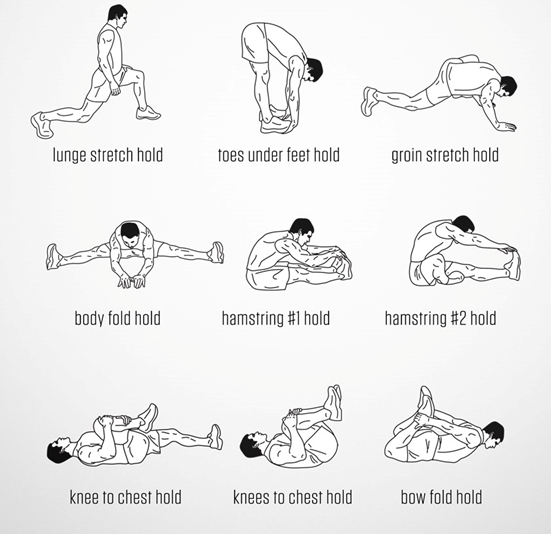 lunge stretch hold
toes under feet hold
groin stretch hold
body fold hold
hamstring #1 hold
hamstring #2 hold
knee to chest hold
knees to chest hold
bow fold hold